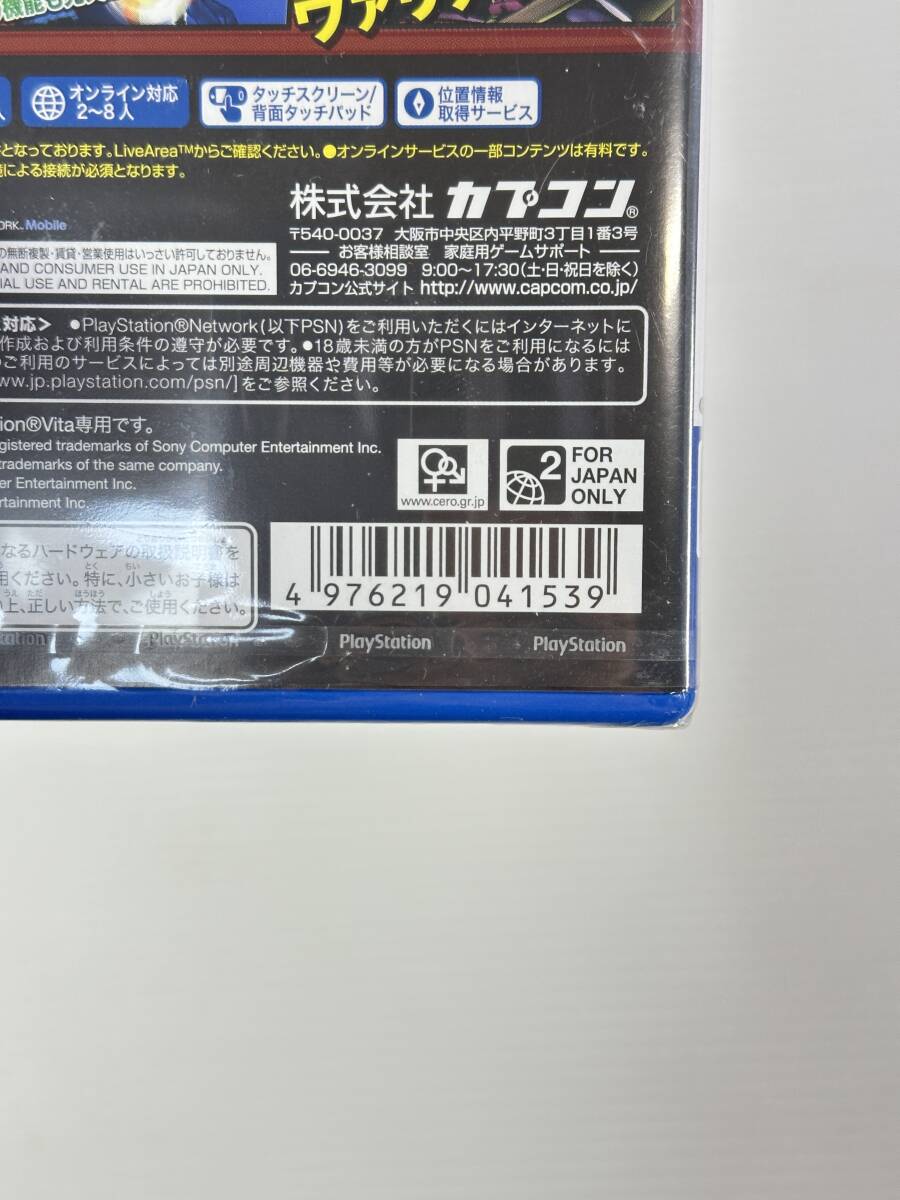 機能も
ファ
人
オンライン対応
2~8人
タッチスクリーン/
背面タッチパッド
位置情報
取得サービス
となっております。LiveArea™からご確認ください。●オンラインサービスの一部コンテンツは有料です。
による接続が必須となります。
株式会社 カプコン®
〒540-0037 大阪市中央区内平野町3丁目1番3号
お客様相談室 家庭用ゲームサポート
ORK. Mobile
06-6946-3099 9:00~17:30(土・日・祝日を除く)
カプコン公式サイト http://www.capcom.co.jp/
の無断複製・賃貸・営業使用はいっさい許可しておりません。
AND CONSUMER USE IN JAPAN ONLY.
IAL USE AND RENTAL ARE PROHIBITED.
対応> ●PlayStation®Network(以下PSN)をご利用いただくにはインターネットに
作成および利用条件の遵守が必要です。●18歳未満の方がPSNをご利用になるには
のご利用のサービスによっては別途周辺機器や費用等が必要になる場合があります。
ww.jp.playstation.com/psn/]をご参照ください。
tion®Vita専用です。
egistered trademarks of Sony Computer Entertainment Inc.
trademarks of the same company.
er Entertainment Inc.
ertainment Inc.
www.cero.gr.jp
2
FOR
JAPAN
ONLY
なるハードウェアの取扱説明書を
用ください。特に、小さいお子様は
い上、正しい方法で、ご使用ください。
4 976219 041539
PlayStation PlayStation PlayStation